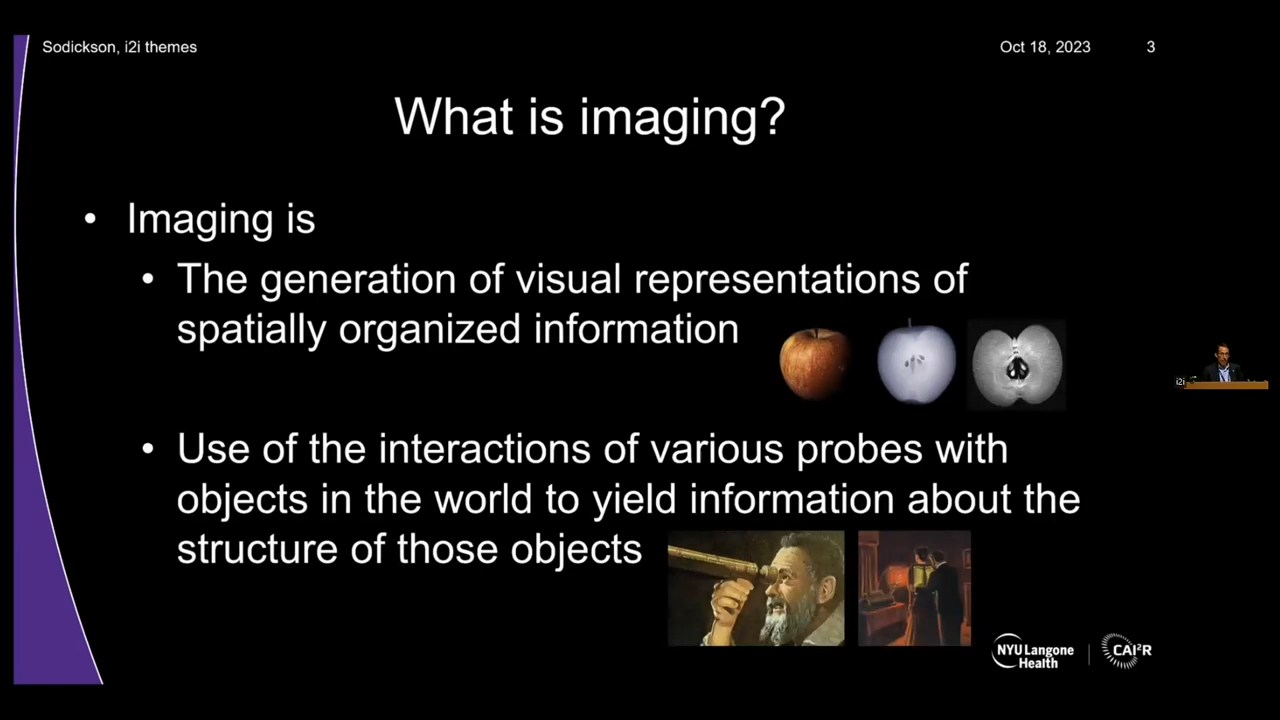 Sodickson, i2i themes
Oct 18, 2023
3
What is imaging?
• Imaging is
• The generation of visual representations of
spatially organized information
• Use of the interactions of various probes with
objects in the world to yield information about the
structure of those objects
i2i
NYU Langone
Health
CAI²R